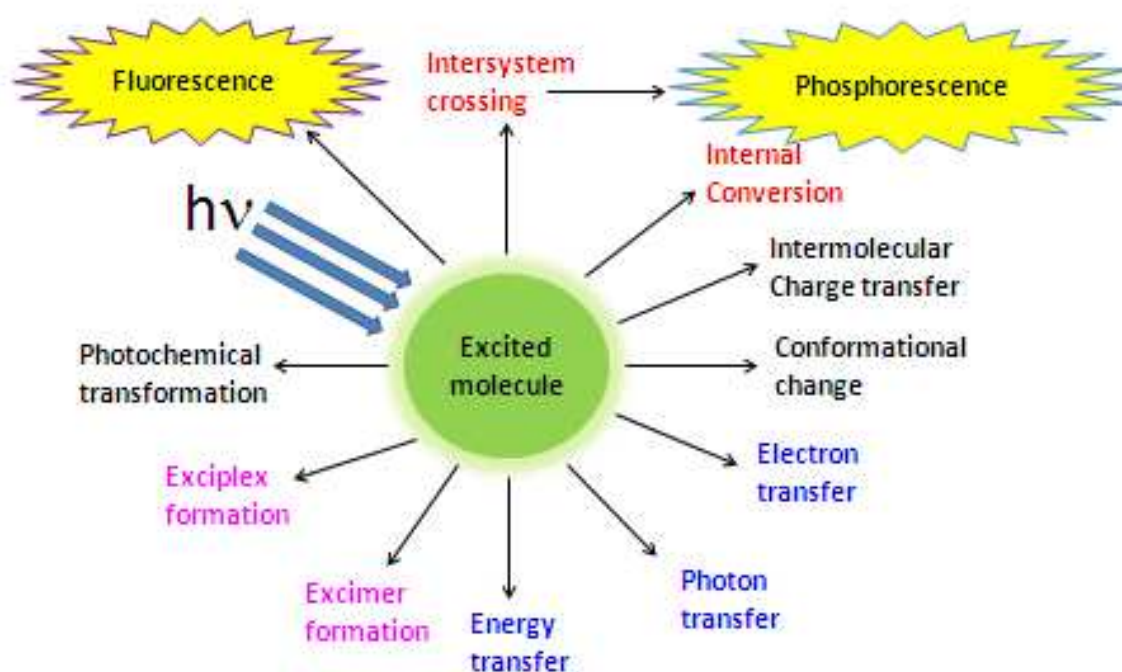 Fluorescence
Intersystem
crossing
Phosphorescence
Internal
Conversion
hν
Intermolecular
Charge transfer
Excited
molecule
Photochemical
transformation
Conformational
change
Exciplex
formation
Electron
transfer
Excimer
formation
Energy
transfer
Photon
transfer